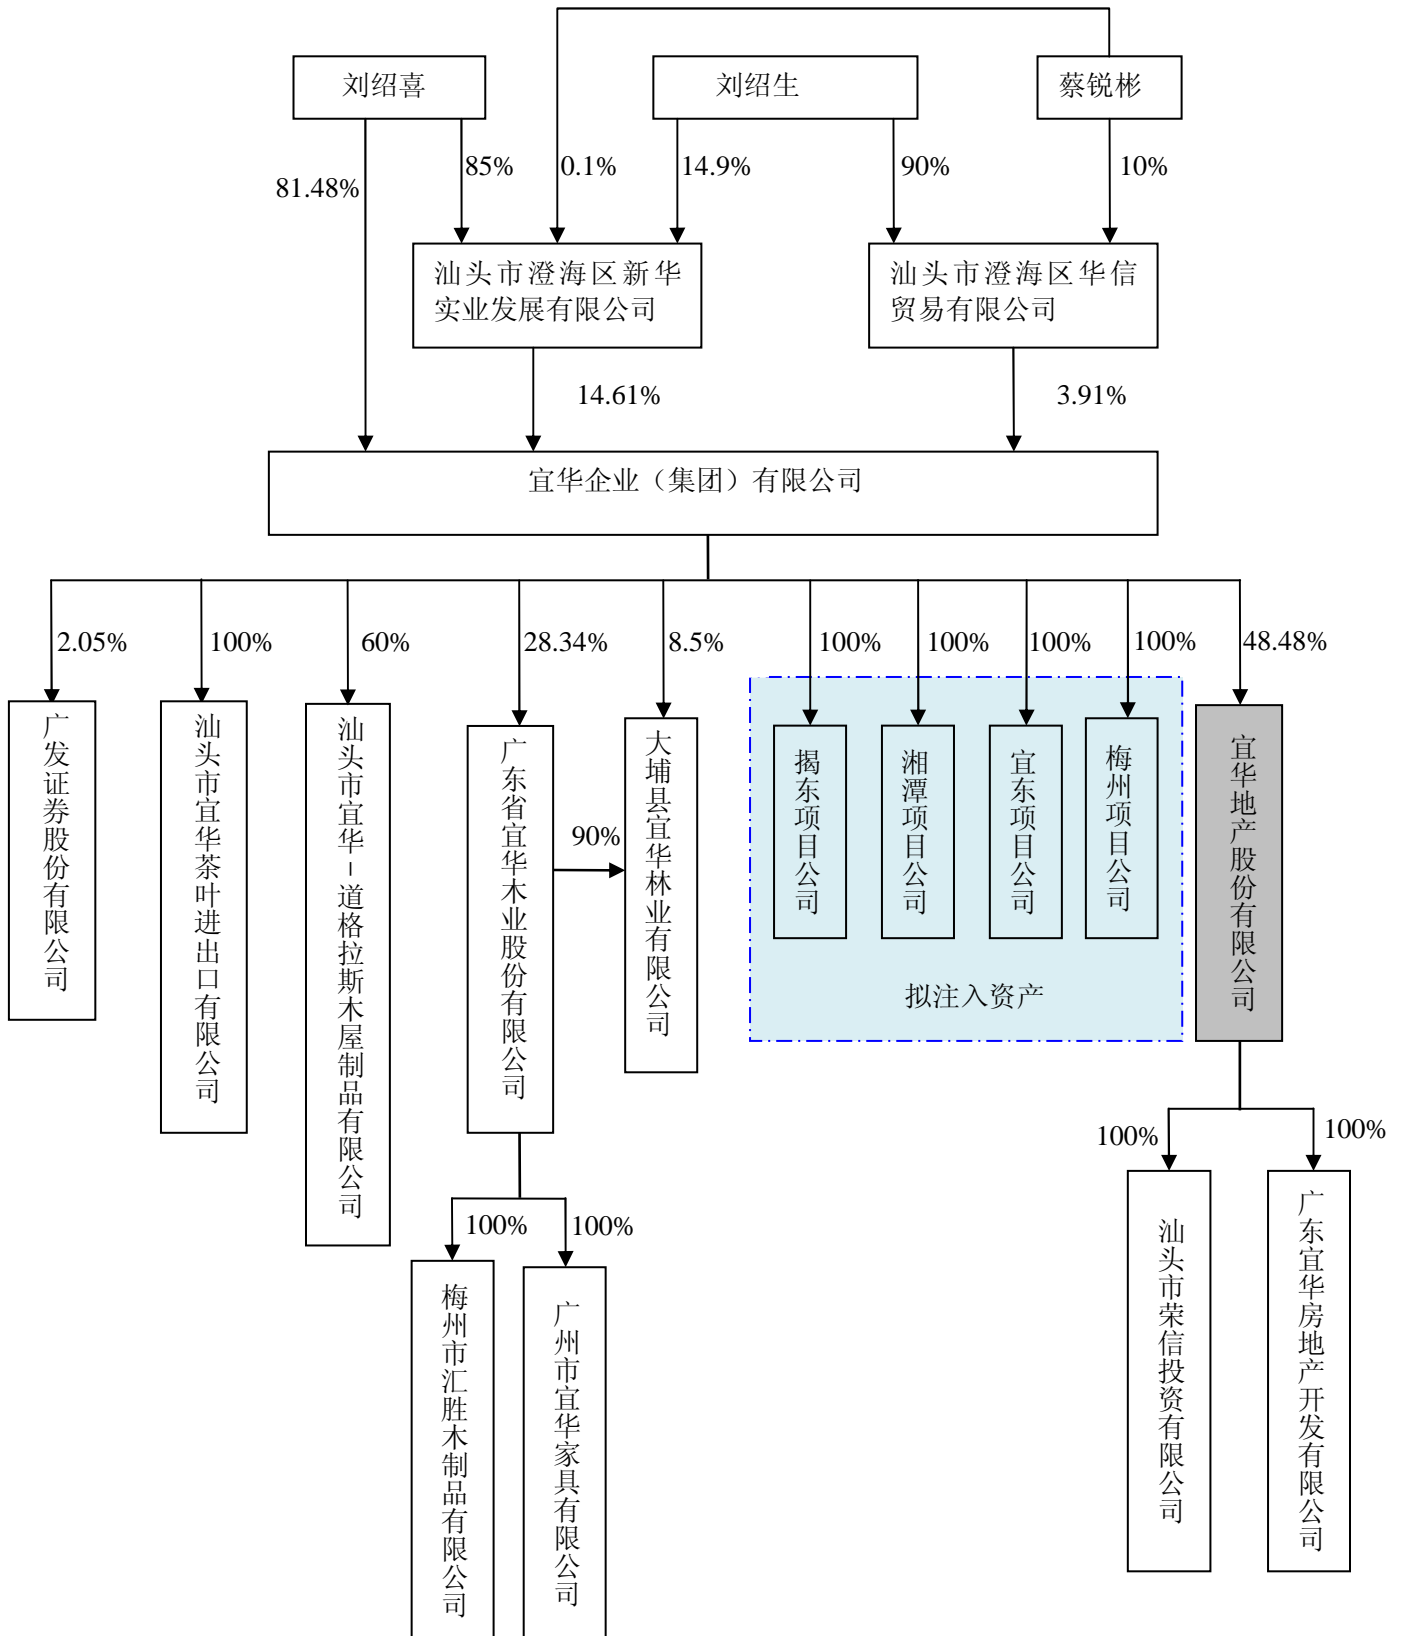 刘绍喜
刘绍生
蔡锐彬
81.48%
85%
0.1%
14.9%
90%
10%
汕头市澄海区新华
实业发展有限公司
汕头市澄海区华信
贸易有限公司
14.61%
3.91%
宜华企业（集团）有限公司
2.05%
100%
60%
28.34%
8.5%
100%
100%
100%
100%
48.48%
广发证券股份有限公司
汕头市宜华茶叶进出口有限公司
汕头市宜华-道格拉斯木屋制品有限公司
广东省宜华木业股份有限公司
90%
大埔县宜华林业有限公司
揭东项目公司
湘潭项目公司
宜东项目公司
梅州项目公司
拟注入资产
宜华地产股份有限公司
100%
100%
100%
100%
梅州市汇胜木制品有限公司
广州市宜华家具有限公司
汕头市荣信投资有限公司
广东宜华房地产开发有限公司